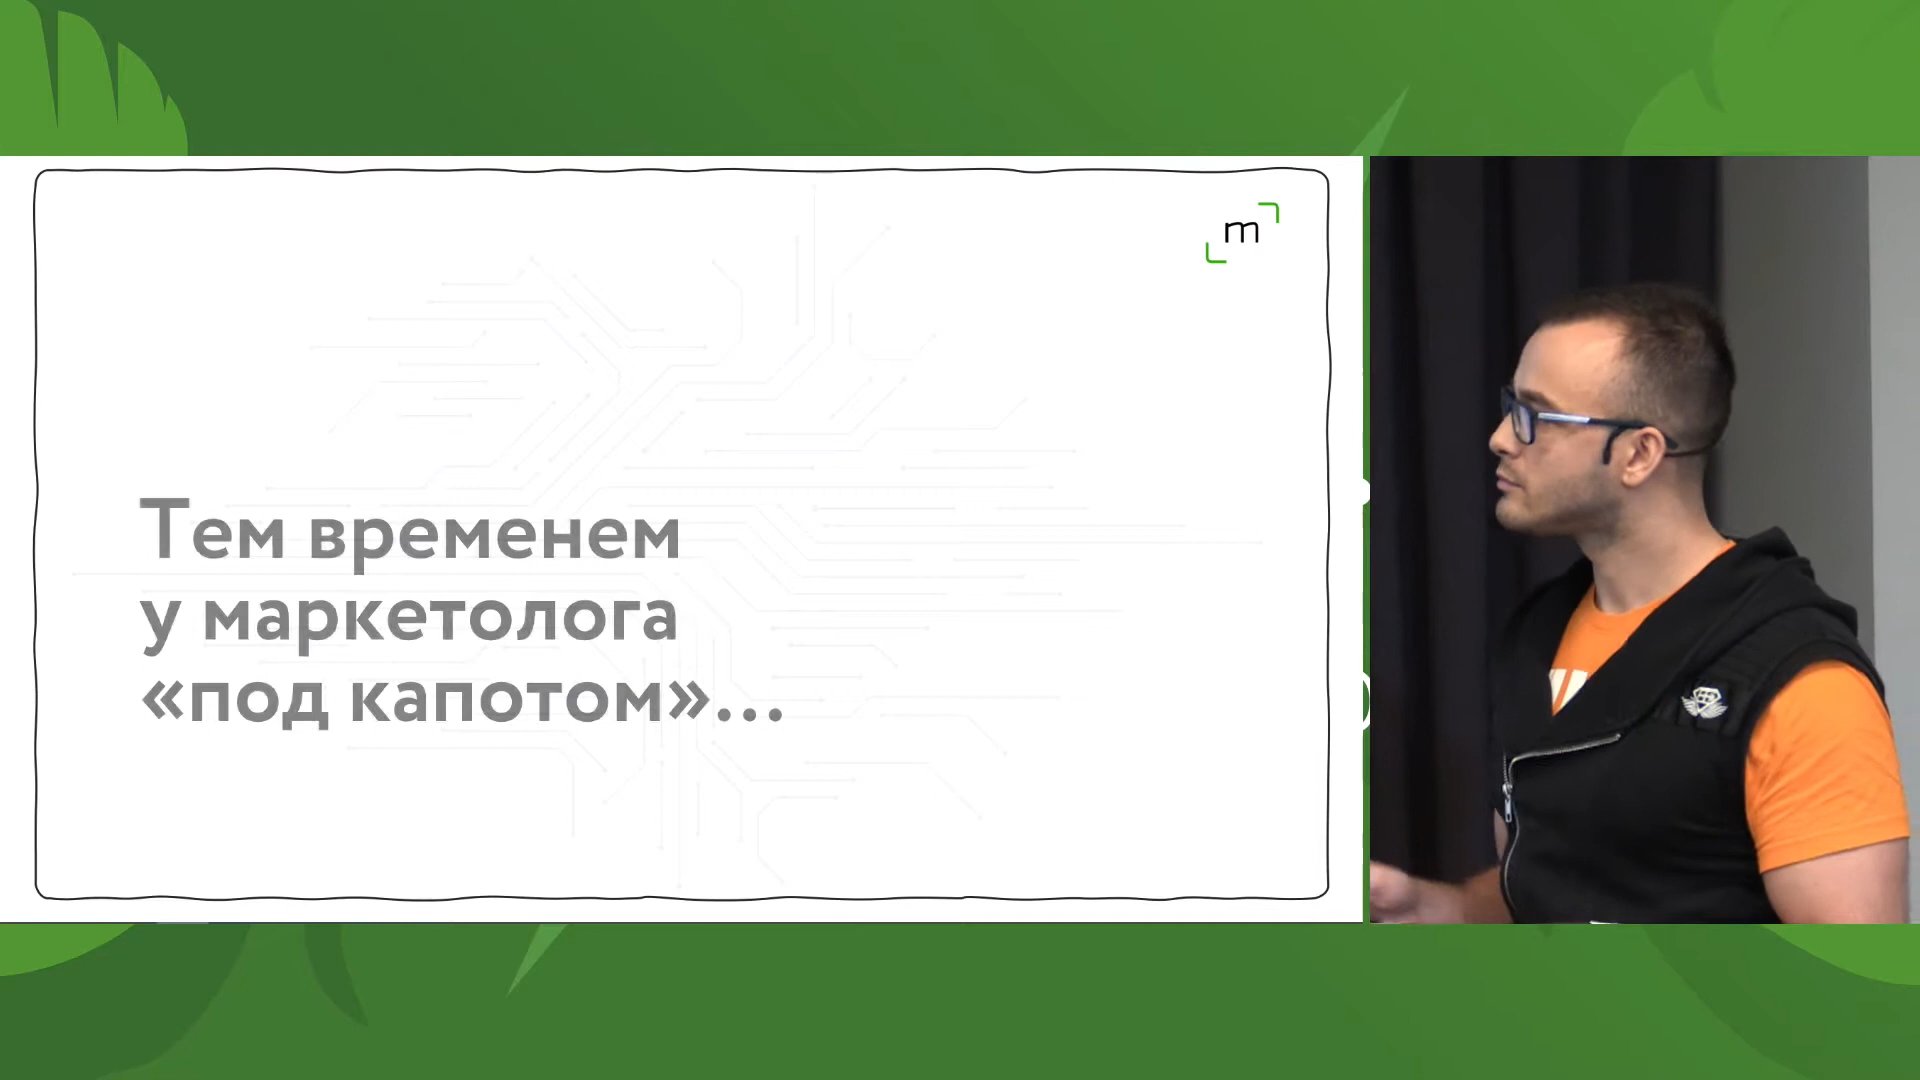 m
Тем временем
у маркетолога
«под капотом»...